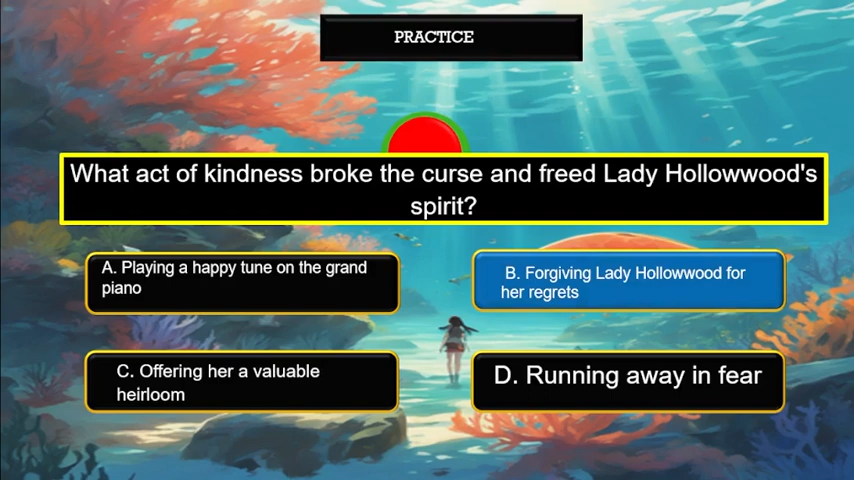 PRACTICE
What act of kindness broke the curse and freed Lady Hollowwood's
spirit?
A. Playing a happy tune on the grand
piano
B. Forgiving Lady Hollowwood for
her regrets
C. Offering her a valuable
heirloom
D. Running away in fear